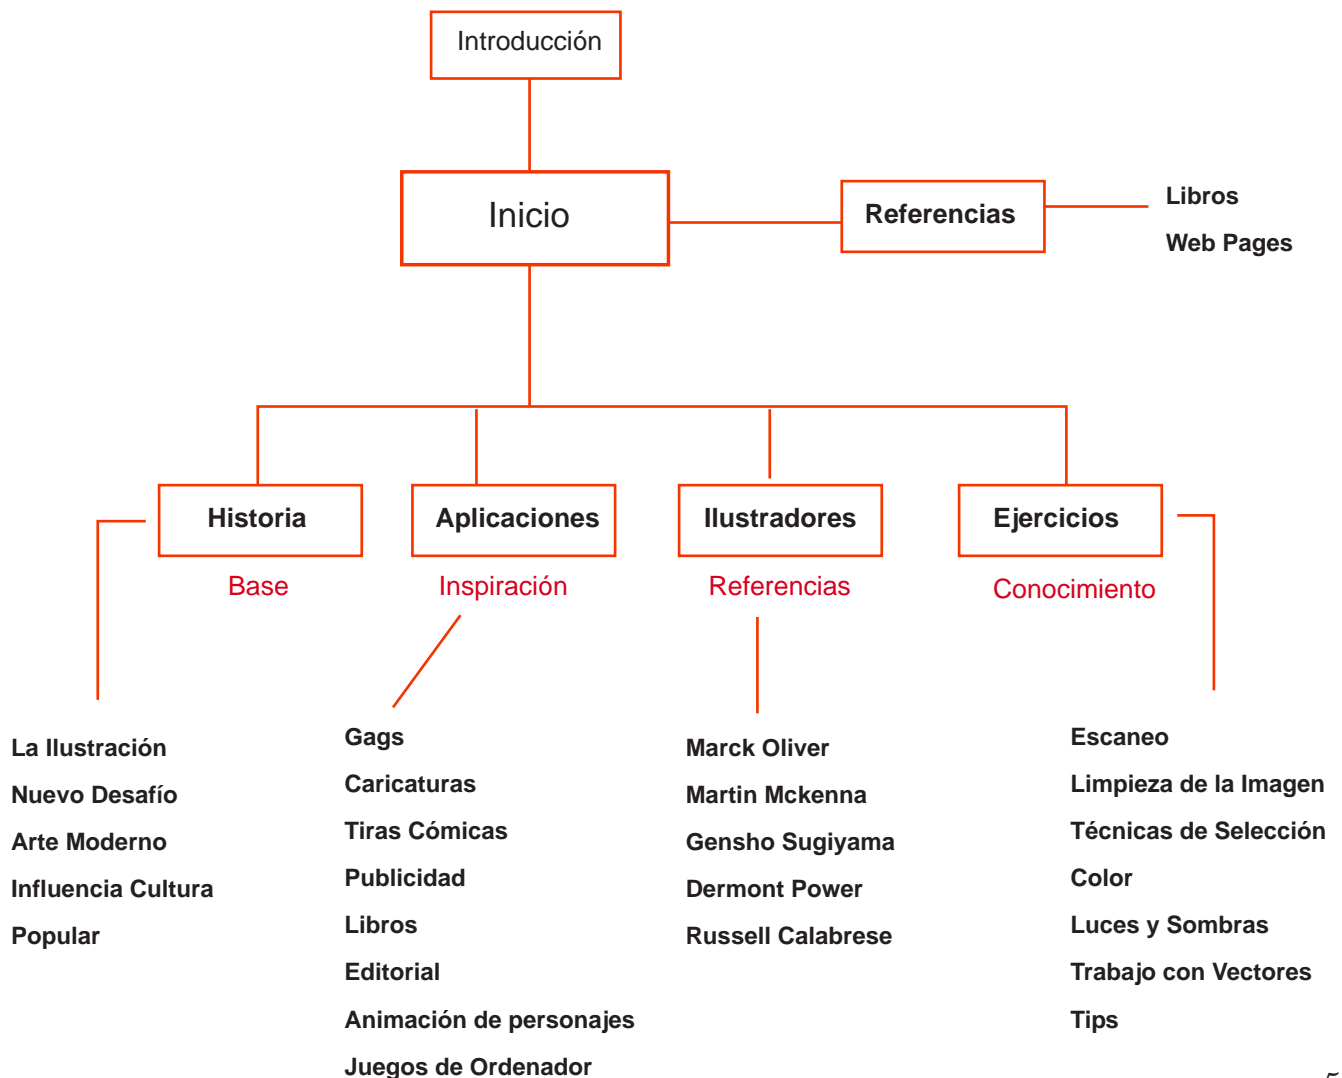 Introducción
Inicio
Referencias
Libros
Web Pages
Historia
Aplicaciones
Ilustradores
Ejercicios
Base
Inspiración
Referencias
Conocimiento
La Ilustración
Nuevo Desafío
Arte Moderno
Influencia Cultura
Popular
Gags
Caricaturas
Tiras Cómicas
Publicidad
Libros
Editorial
Animación de personajes
Juegos de Ordenador
Marck Oliver
Martin Mckenna
Gensho Sugiyama
Dermont Power
Russell Calabrese
Escaneo
Limpieza de la Imagen
Técnicas de Selección
Color
Luces y Sombras
Trabajo con Vectores
Tips